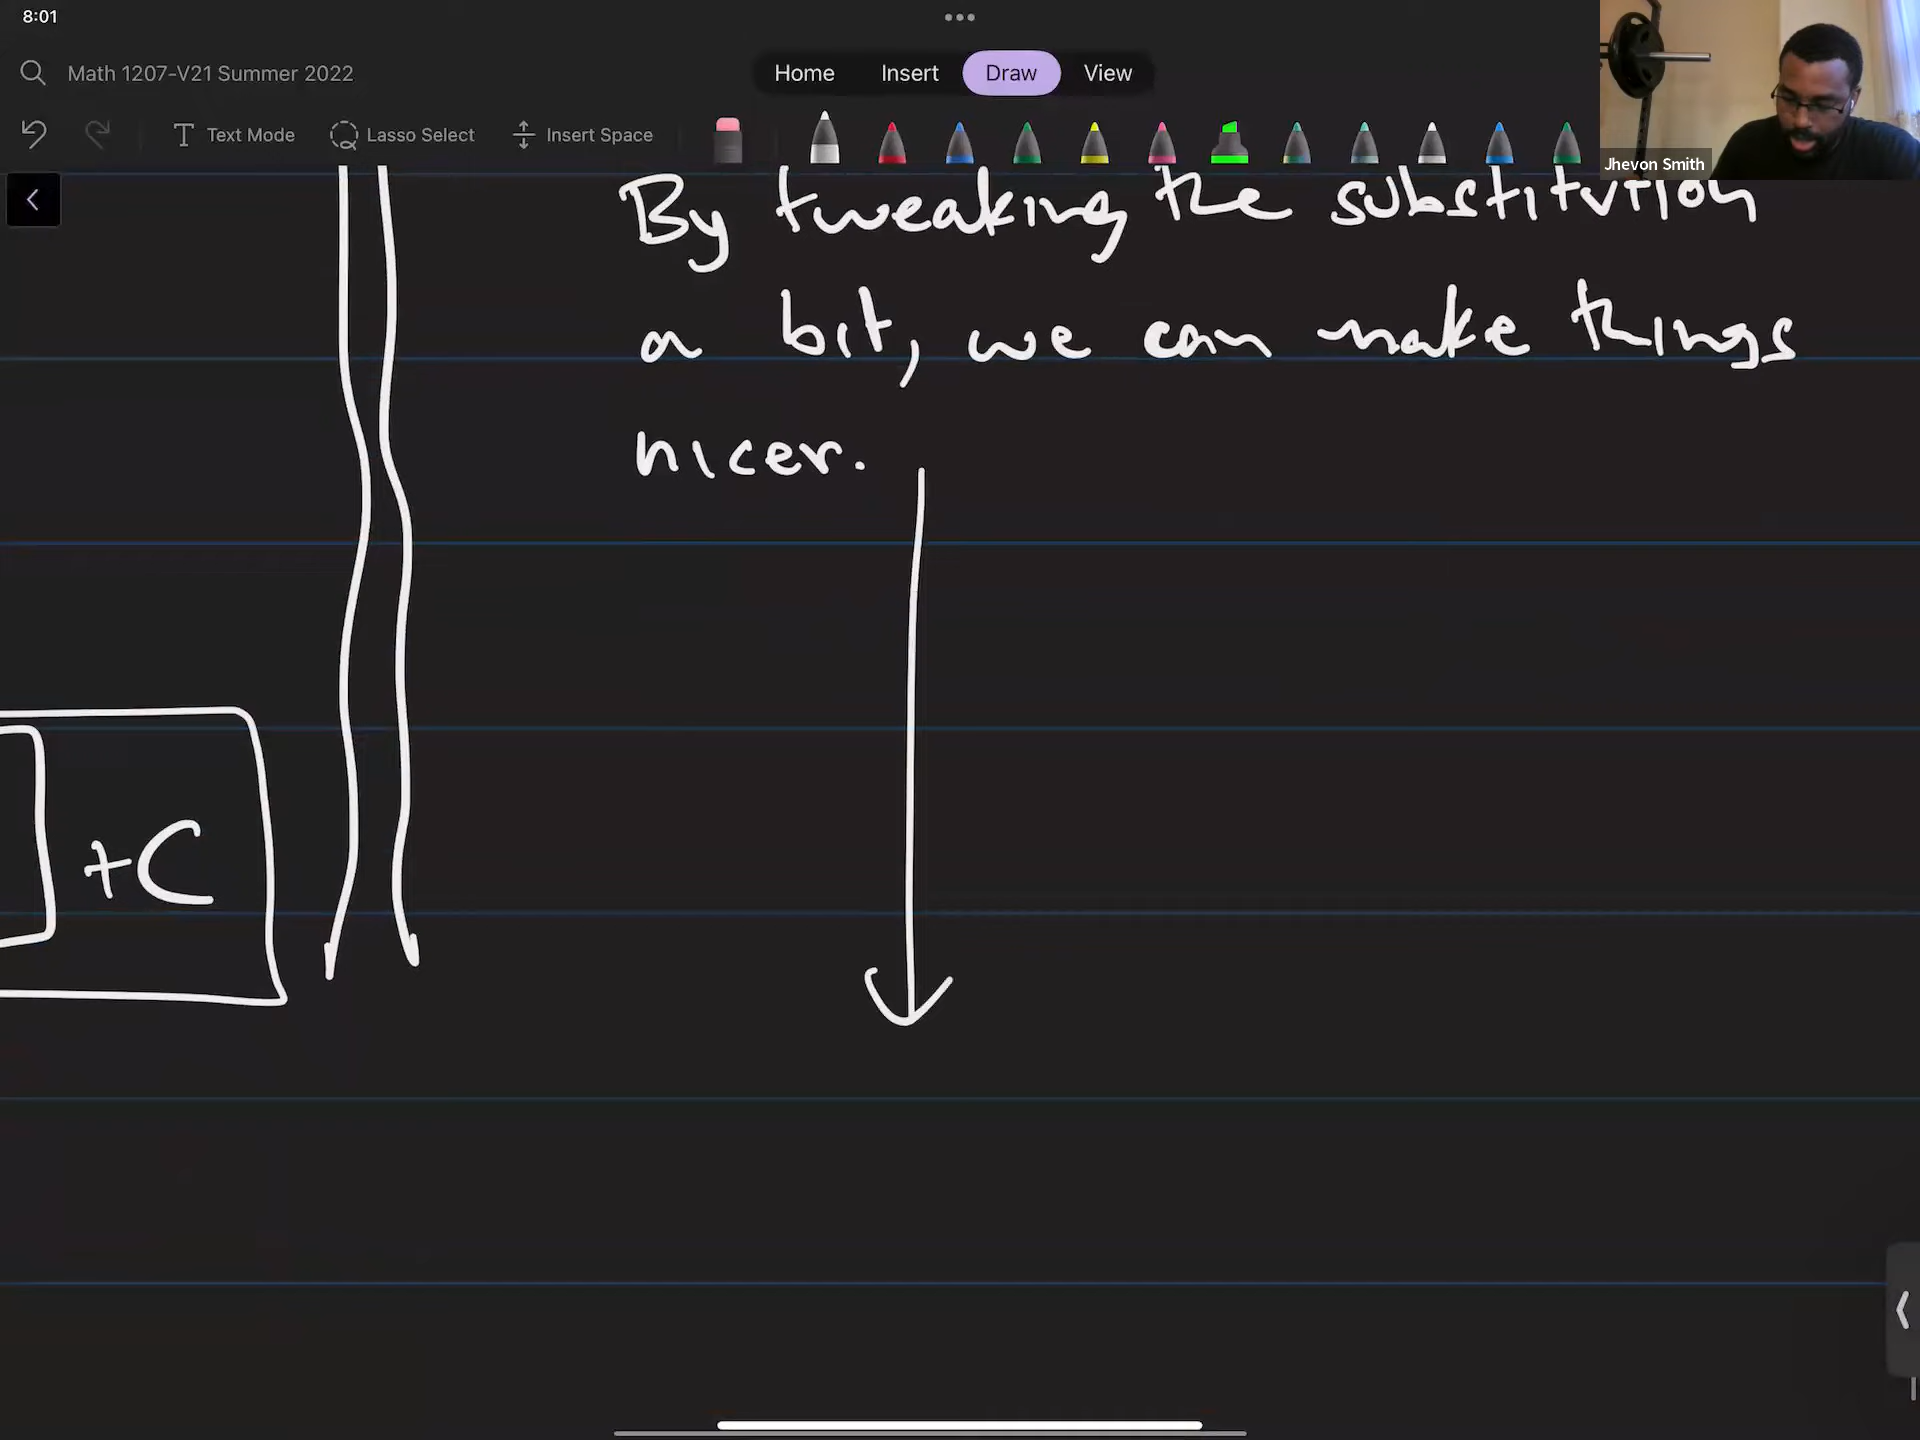 8:01
Math 1207-V21 Summer 2022
Home Insert Draw View
Text Mode Lasso Select Insert Space
Jhevon Smith
By tweaking the substitution
a bit, we can make things
nicer.
+C